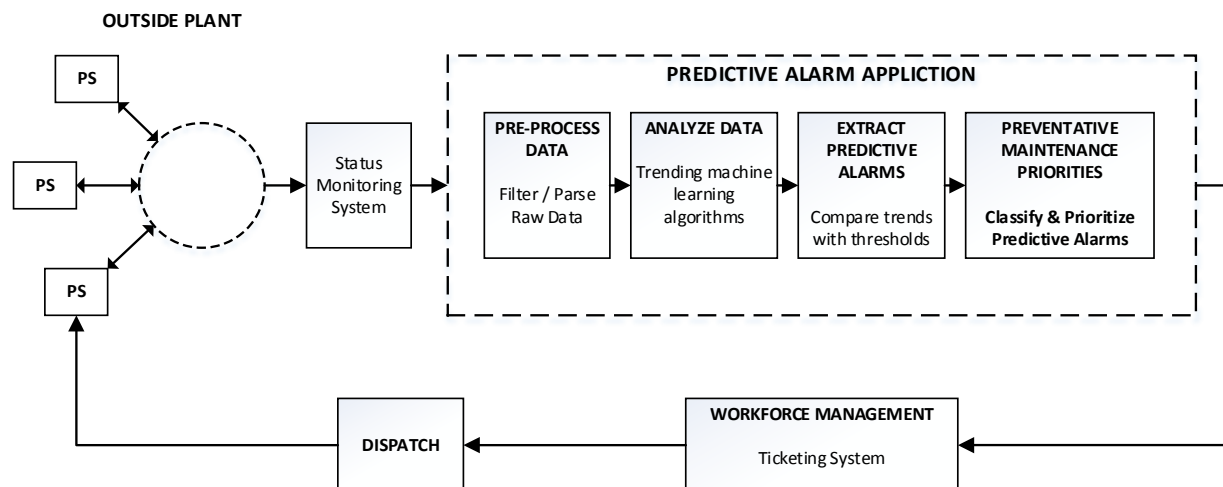 OUTSIDE PLANT
PS
PS
PS
Status
Monitoring
System
PREDICTIVE ALARM APPLICTION
PRE-PROCESS
DATA
Filter / Parse
Raw Data
ANALYZE DATA
Trending machine
learning
algorithms
EXTRACT
PREDICTIVE
ALARMS
Compare trends
with thresholds
PREVENTATIVE
MAINTENANCE
PRIORITIES
Classify & Prioritize
Predictive Alarms
DISPATCH
WORKFORCE MANAGEMENT
Ticketing System